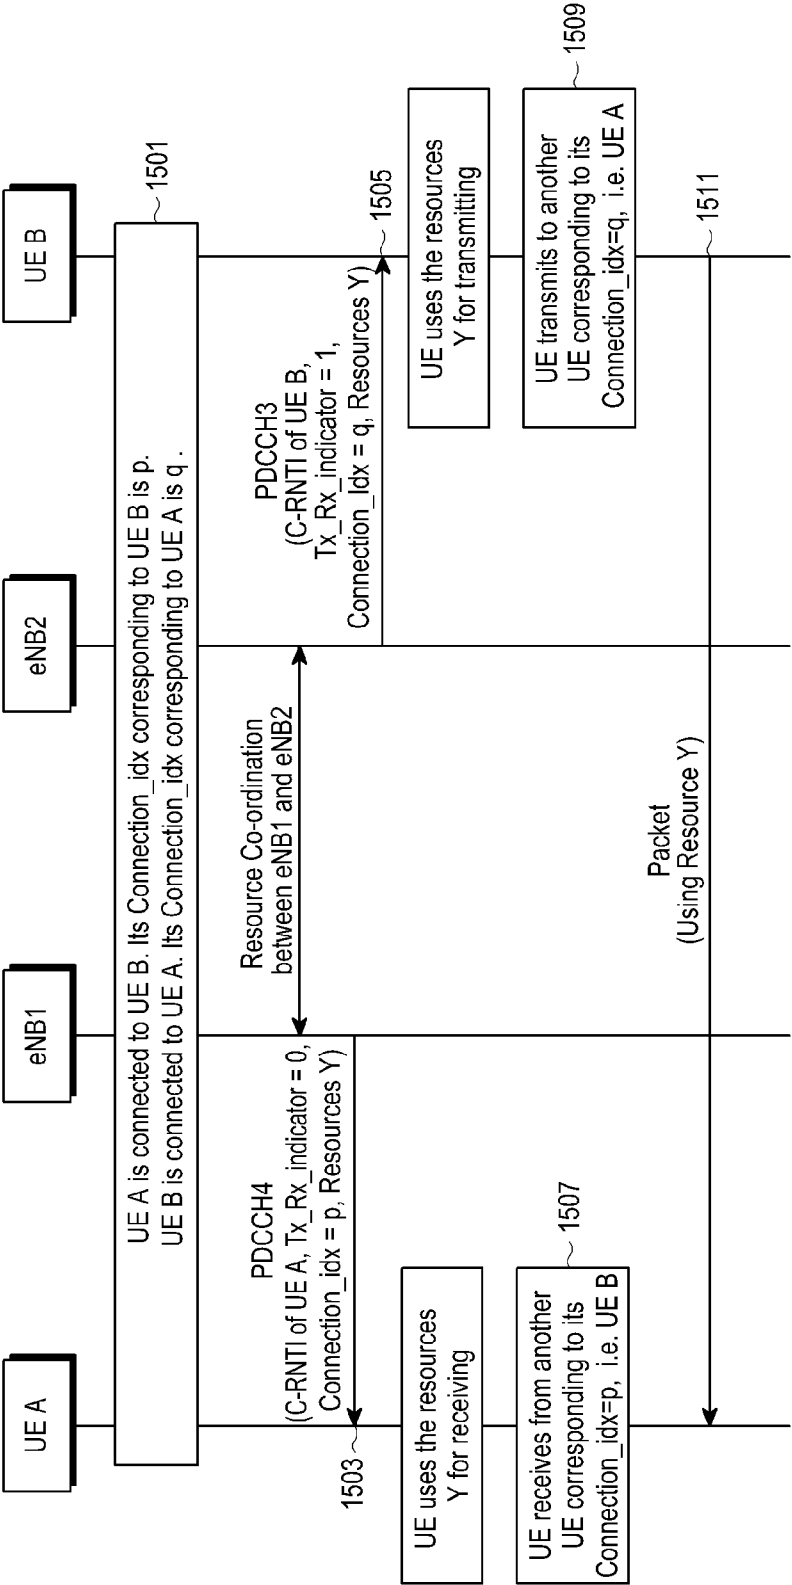 UE A
eNB1
eNB2
UE B
1501
UE A is connected to UE B. Its Connection_idx corresponding to UE B is p.
UE B is connected to UE A. Its Connection_idx corresponding to UE A is q .
Resource Co-ordination
between eNB1 and eNB2
PDCCH4
(C-RNTI of UE A, Tx_Rx_indicator = 0,
Connection_idx = p, Resources Y)
1503
PDCCH3
(C-RNTI of UE B,
Tx_Rx_indicator = 1,
Connection_Idx = q, Resources Y)
1505
UE uses the resources
Y for receiving
UE uses the resources
Y for transmitting
1507
UE receives from another
UE corresponding to its
Connection_idx=p, i.e. UE B
1509
UE transmits to another
UE corresponding to its
Connection_idx=q, i.e. UE A
Packet
(Using Resource Y)
1511